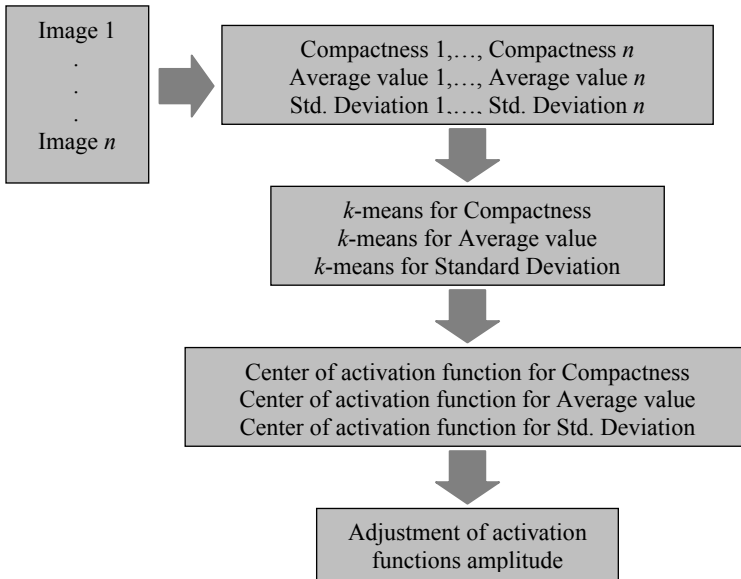 Image 1
.
.
.
Image n
Compactness 1,…, Compactness n
Average value 1,…, Average value n
Std. Deviation 1,…, Std. Deviation n
k-means for Compactness
k-means for Average value
k-means for Standard Deviation
Center of activation function for Compactness
Center of activation function for Average value
Center of activation function for Std. Deviation
Adjustment of activation
functions amplitude